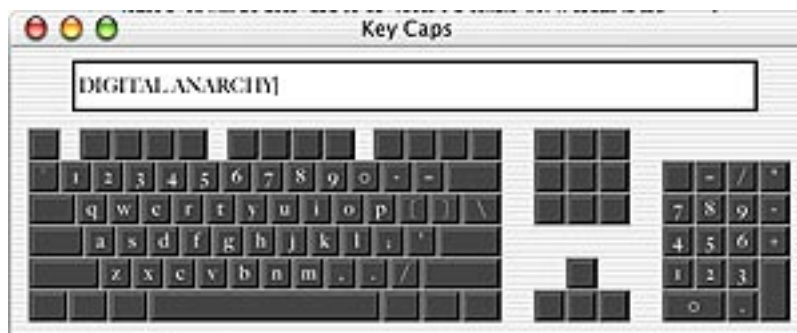 Key Caps
DIGITAL ANARCHY
` 1 2 3 4 5 6 7 8 9 0 - = = / *
q w e r t y u i o p [ ] \ 7 8 9 -
a s d f g h j k l ; ' 4 5 6 +
z x c v b n m , . / 1 2 3
0 .